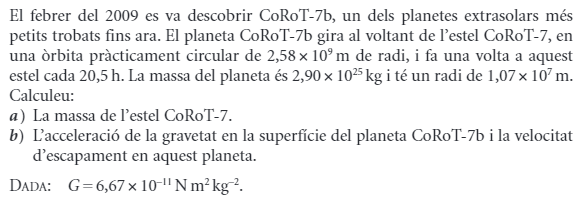 El febrer del 2009 es va descobrir CoRoT-7b, un dels planetes extrasolars més
petits trobats fins ara. El planeta CoRoT-7b gira al voltant de l'estel CoRoT-7, en
una òrbita pràcticament circular de 2,58 × 10⁹ m de radi, i fa una volta a aquest
estel cada 20,5 h. La massa del planeta és 2,90 × 10²⁵ kg i té un radi de 1,07 × 10⁷ m.
Calculeu:
a) La massa de l'estel CoRoT-7.
b) L'acceleració de la gravetat en la superfície del planeta CoRoT-7b i la velocitat
d'escapament en aquest planeta.
DADA: G = 6,67 × 10⁻¹¹ N m² kg⁻².